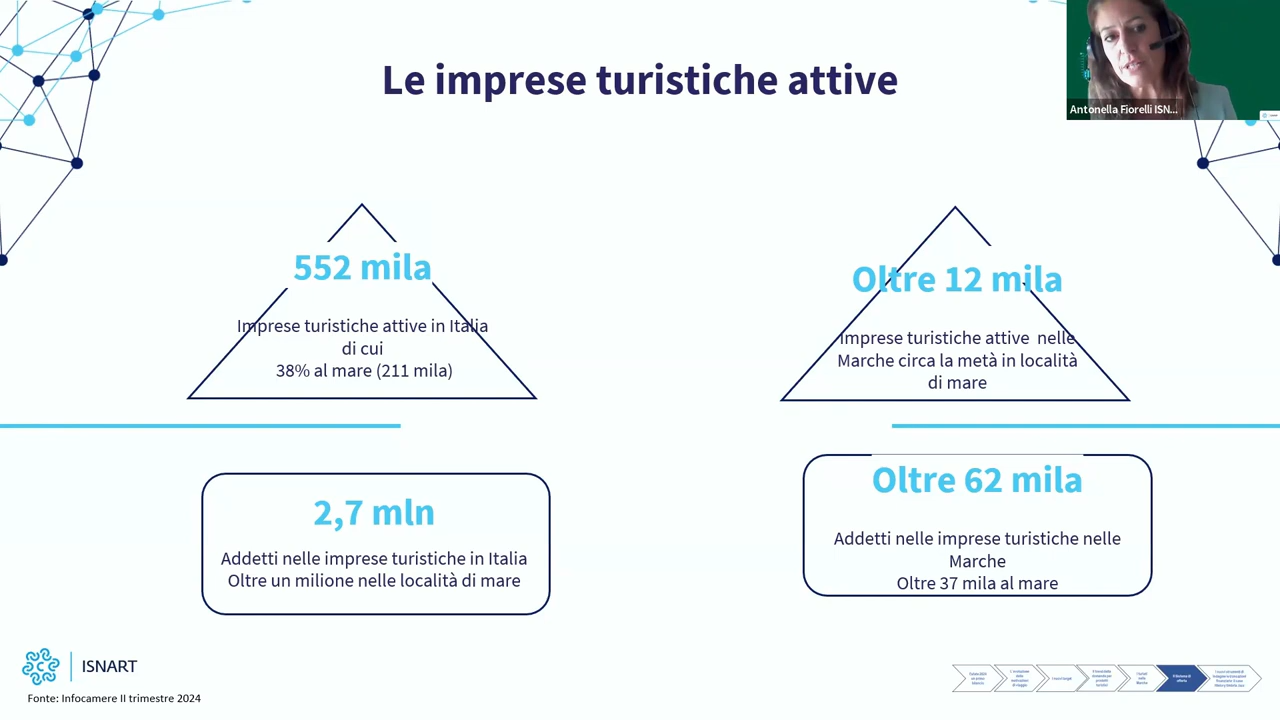 Le imprese turistiche attive
Antonella Fiorelli ISN...
552 mila
Imprese turistiche attive in Italia
di cui
38% al mare (211 mila)
Oltre 12 mila
Imprese turistiche attive nelle
Marche circa la metà in località
di mare
2,7 mln
Addetti nelle imprese turistiche in Italia
Oltre un milione nelle località di mare
Oltre 62 mila
Addetti nelle imprese turistiche nelle
Marche
Oltre 37 mila al mare
ISNART
Fonte: Infocamere II trimestre 2024